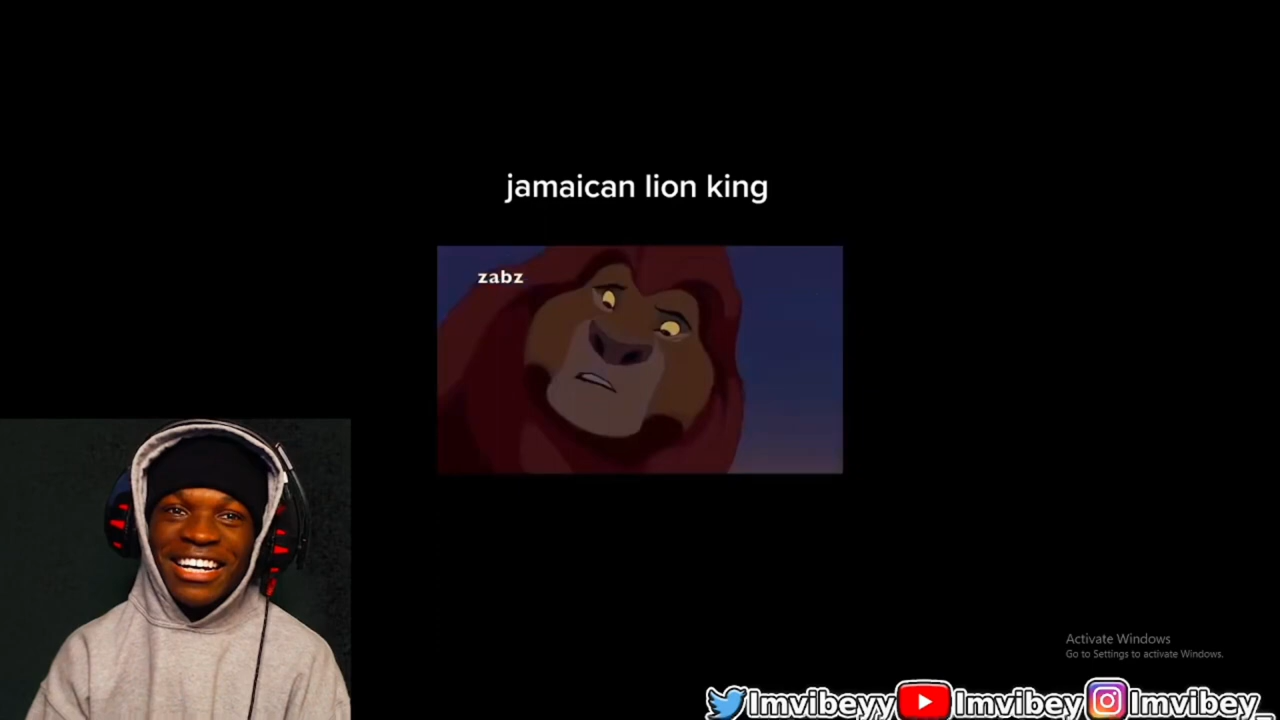 jamaican lion king
zabz
Activate Windows
Go to Settings to activate Windows.
Imvibeyy Imvibey Imvibey_